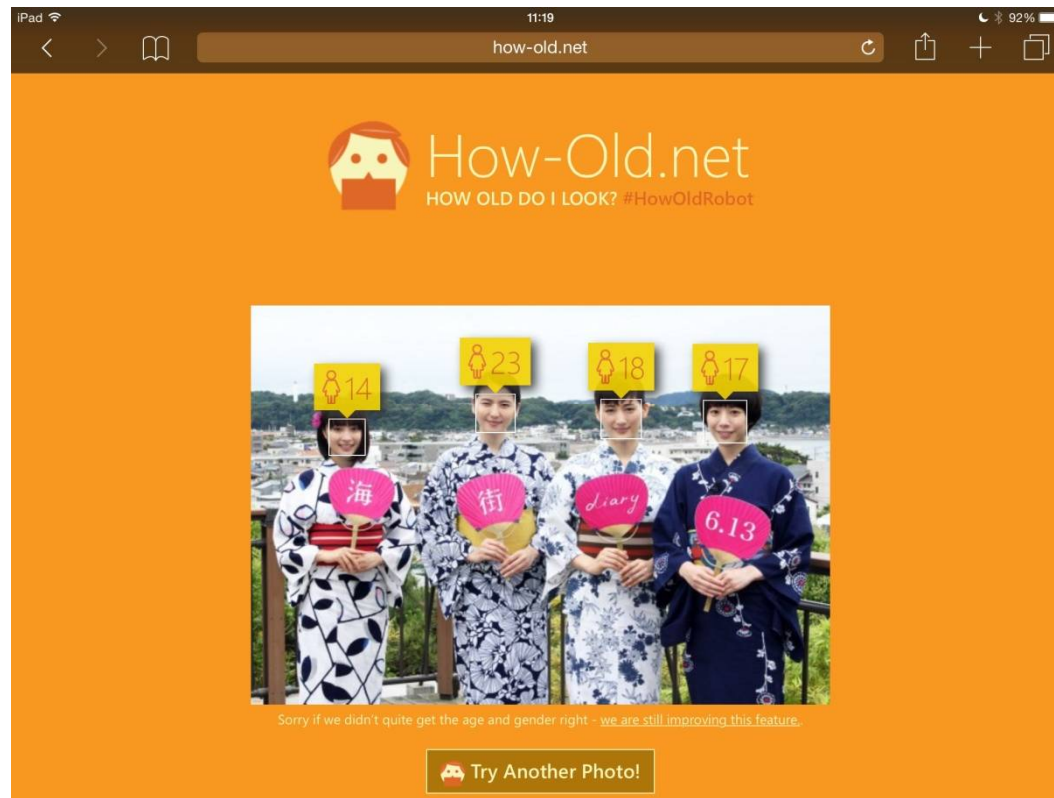 iPad
11:19
92%
how-old.net
How-Old.net
HOW OLD DO I LOOK? #HowOldRobot
14
23
18
17
海
街
diary
6.13
Sorry if we didn't quite get the age and gender right - we are still improving this feature..
Try Another Photo!